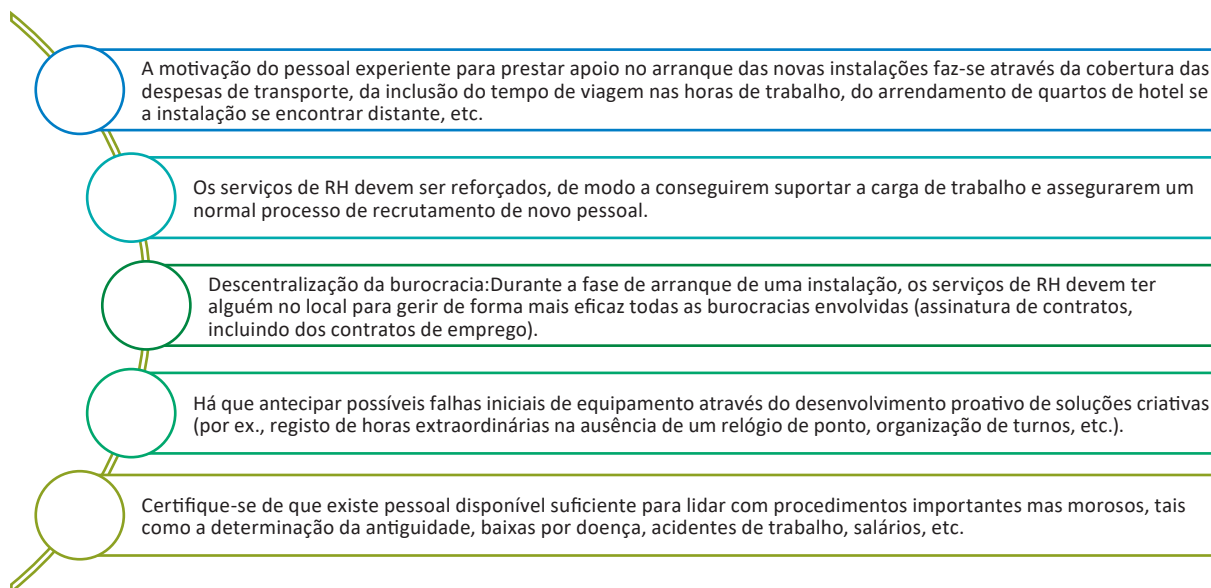 A motivação do pessoal experiente para prestar apoio no arranque das novas instalações faz-se através da cobertura das
despesas de transporte, da inclusão do tempo de viagem nas horas de trabalho, do arrendamento de quartos de hotel se
a instalação se encontrar distante, etc.
Os serviços de RH devem ser reforçados, de modo a conseguirem suportar a carga de trabalho e assegurarem um
normal processo de recrutamento de novo pessoal.
Descentralização da burocracia:Durante a fase de arranque de uma instalação, os serviços de RH devem ter
alguém no local para gerir de forma mais eficaz todas as burocracias envolvidas (assinatura de contratos,
incluindo dos contratos de emprego).
Há que antecipar possíveis falhas iniciais de equipamento através do desenvolvimento proativo de soluções criativas
(por ex., registo de horas extraordinárias na ausência de um relógio de ponto, organização de turnos, etc.).
Certifique-se de que existe pessoal disponível suficiente para lidar com procedimentos importantes mas morosos, tais
como a determinação da antiguidade, baixas por doença, acidentes de trabalho, salários, etc.